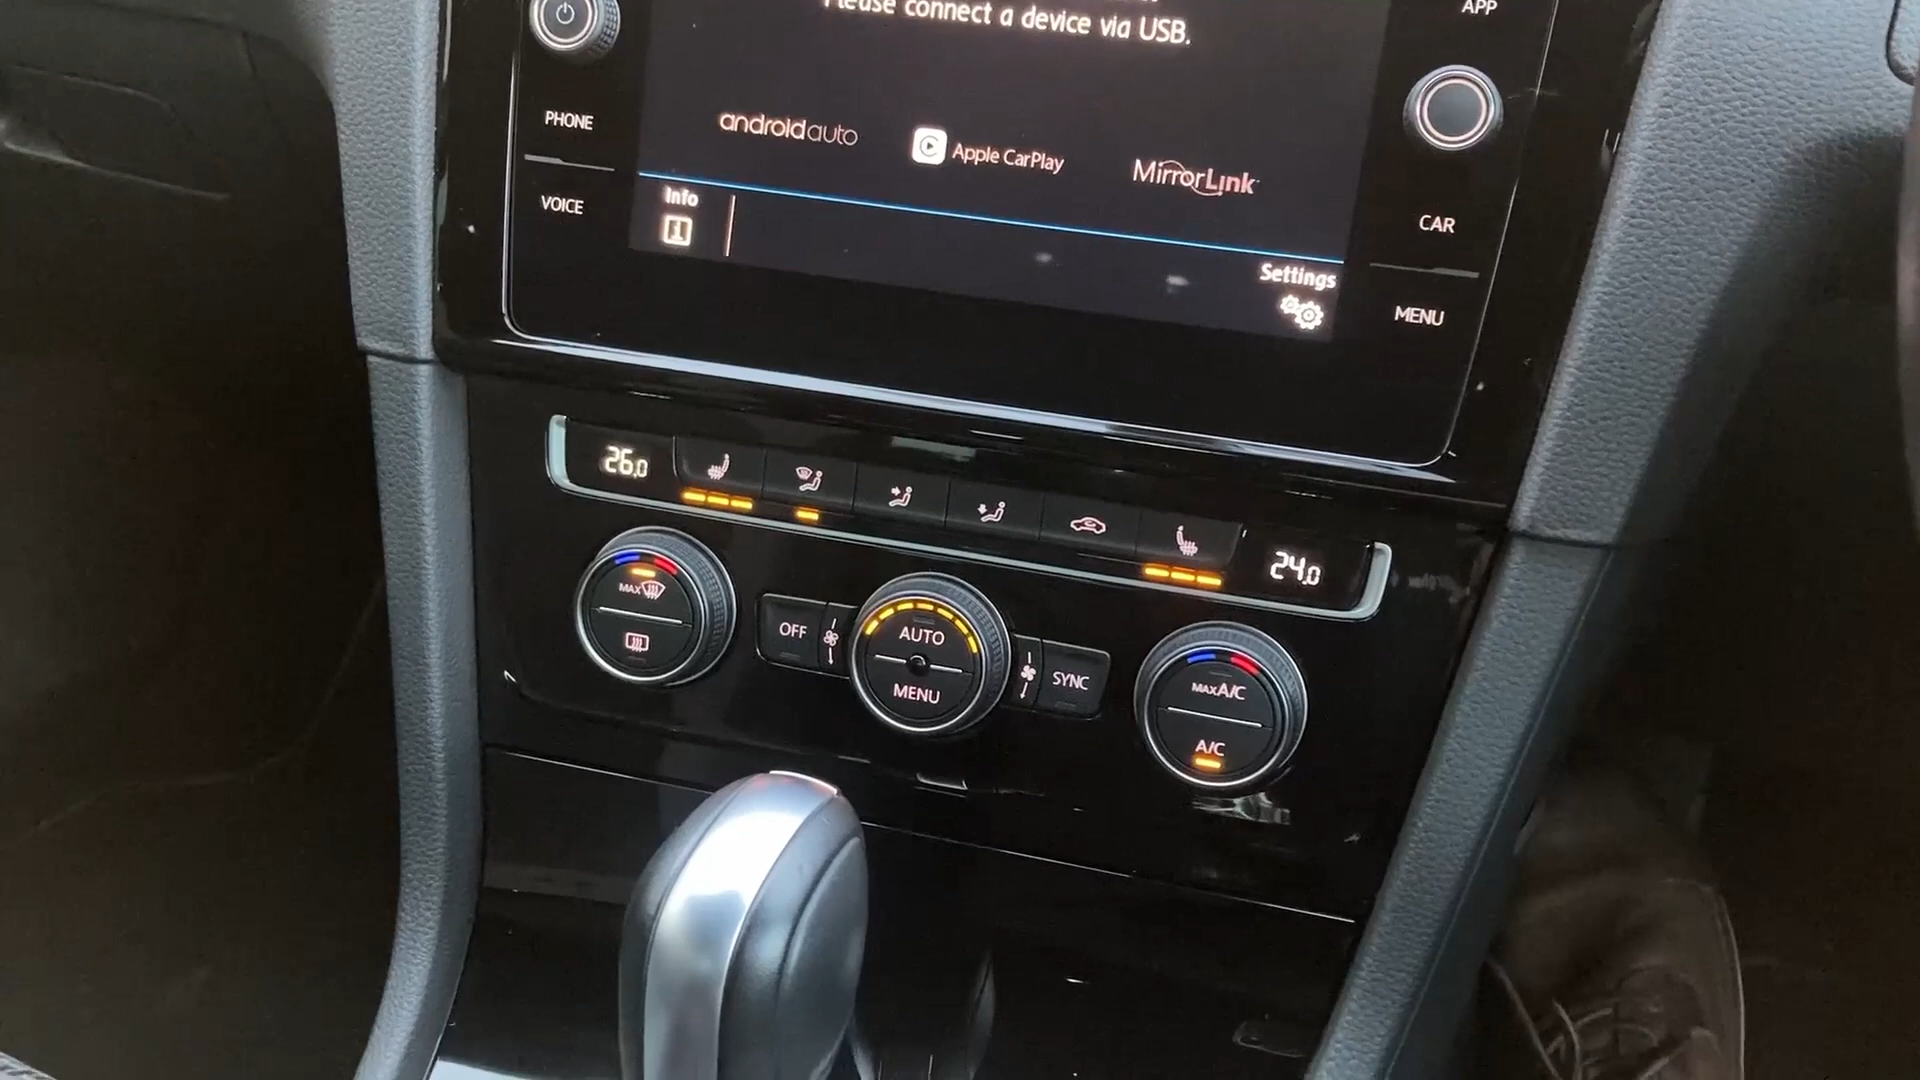 APP
Please connect a device via USB.
PHONE
androidauto
Apple CarPlay
MirrorLink
VOICE
Info
CAR
Settings
MENU
26.0
24.0
MAX
OFF
AUTO
MENU
SYNC
MAX A/C
A/C